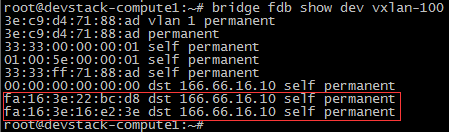 root@devstack-compute1:~# bridge fdb show dev vxlan-100
3e:c9:d4:71:88:ad vlan 1 permanent
3e:c9:d4:71:88:ad permanent
33:33:00:00:00:01 self permanent
01:00:5e:00:00:01 self permanent
33:33:ff:71:88:ad self permanent
00:00:00:00:00:00 dst 166.66.16.10 self permanent
fa:16:3e:22:bc:d8 dst 166.66.16.10 self permanent
fa:16:3e:16:e2:3e dst 166.66.16.10 self permanent
root@devstack-compute1:~#